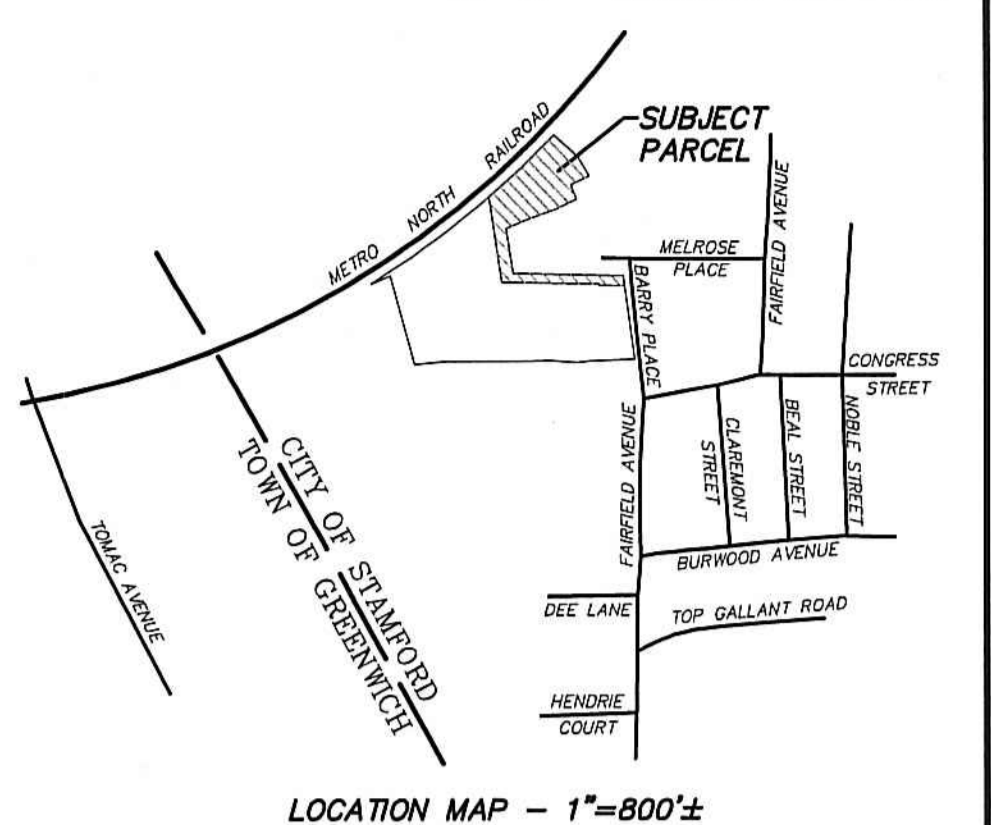 SUBJECT
PARCEL
METRO NORTH RAILROAD
MELROSE
PLACE
FAIRFIELD AVENUE
BARRY PLACE
CONGRESS
STREET
FAIRFIELD AVENUE
CLAREMONT
STREET
BEAL STREET
NOBLE STREET
BURWOOD AVENUE
CITY OF STAMFORD
TOWN OF GREENWICH
TOMAC AVENUE
DEE LANE
TOP GALLANT ROAD
HENDRIE
COURT
LOCATION MAP – 1"=800'±